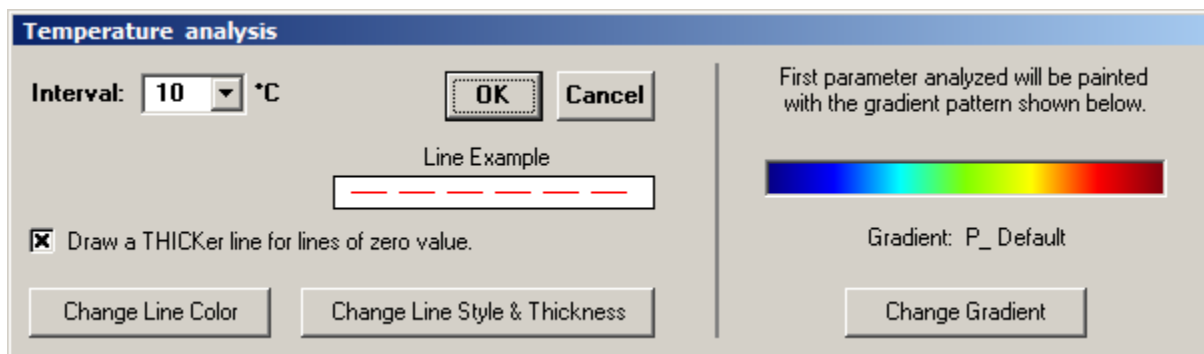 Temperature analysis
Interval: 10 °C
OK Cancel
Line Example
Draw a THICKer line for lines of zero value.
Change Line Color Change Line Style & Thickness
First parameter analyzed will be painted
with the gradient pattern shown below.
Gradient: P_ Default
Change Gradient